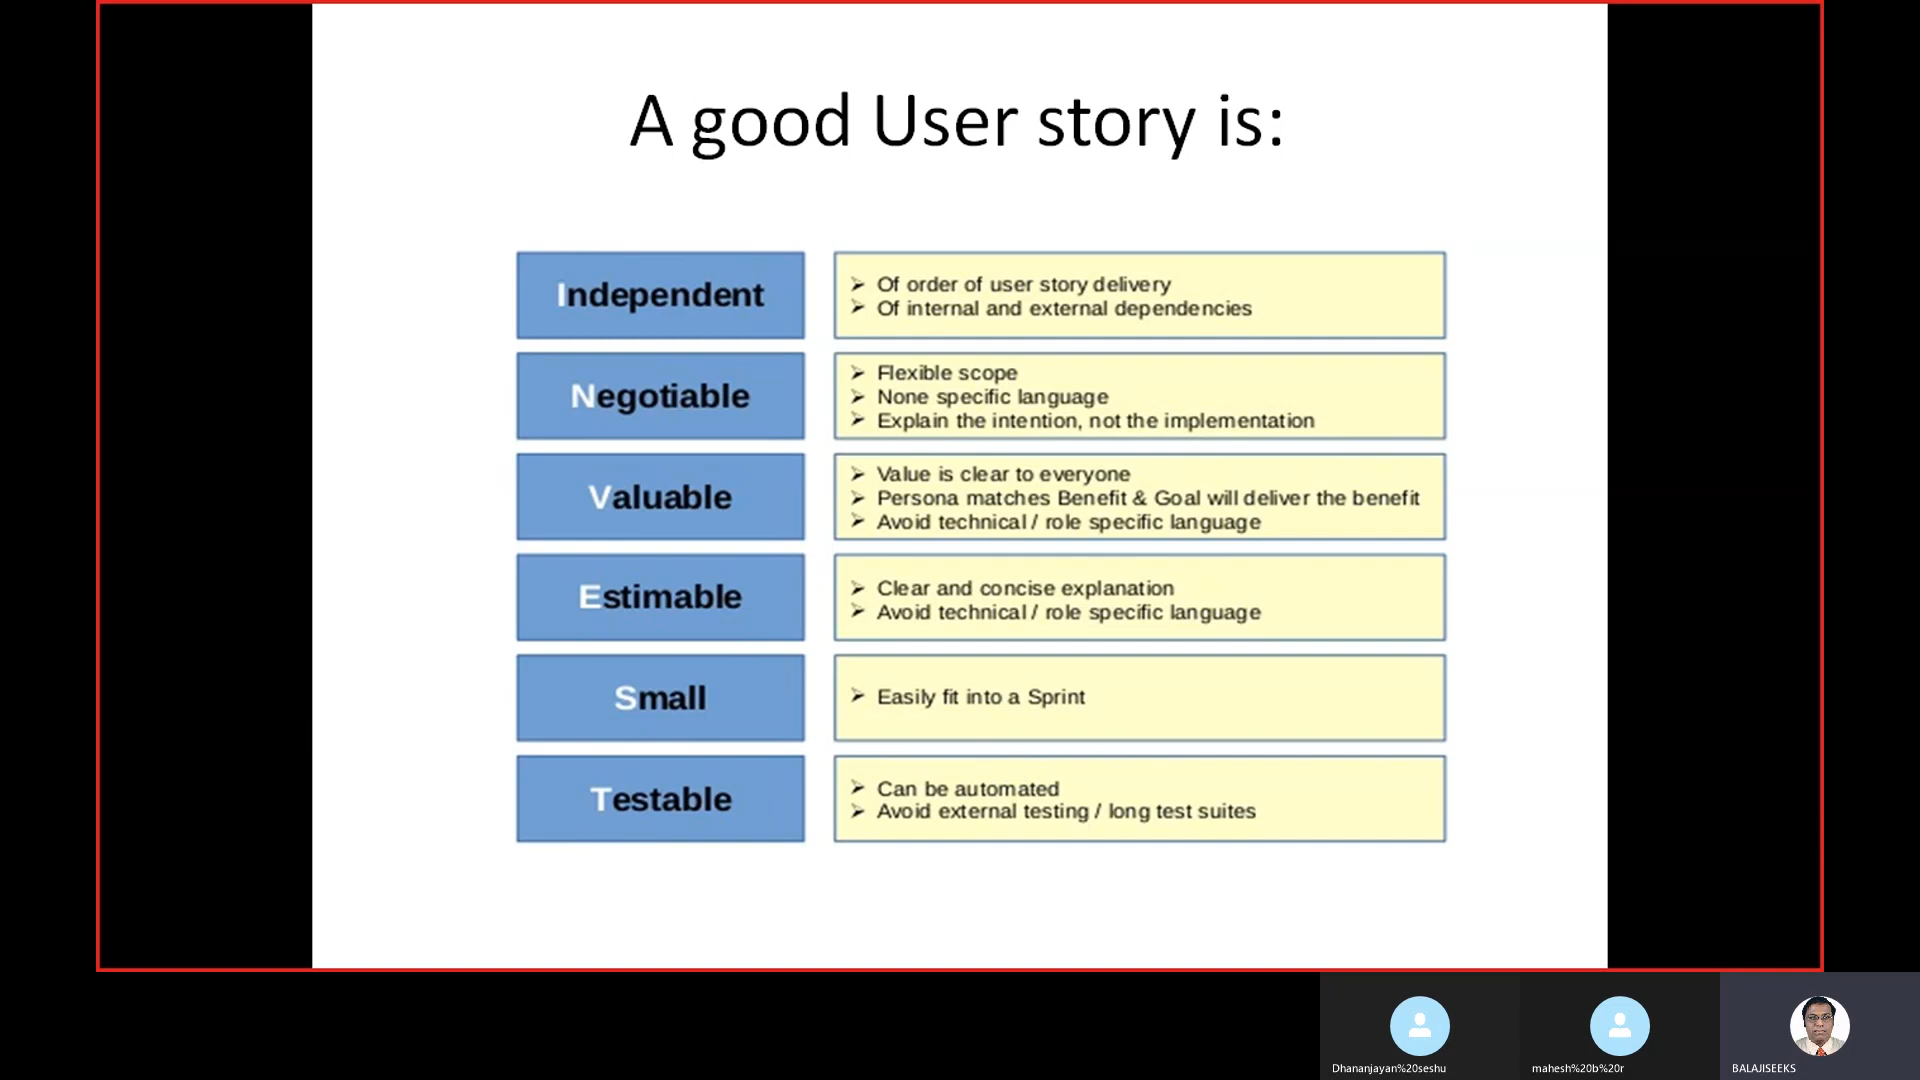 A good User story is:
Independent
➢ Of order of user story delivery
➢ Of internal and external dependencies
Negotiable
➢ Flexible scope
➢ None specific language
➢ Explain the intention, not the implementation
Valuable
➢ Value is clear to everyone
➢ Persona matches Benefit & Goal will deliver the benefit
➢ Avoid technical / role specific language
Estimable
➢ Clear and concise explanation
➢ Avoid technical / role specific language
Small
➢ Easily fit into a Sprint
Testable
➢ Can be automated
➢ Avoid external testing / long test suites
Dhananjayan%20seshu
mahesh%20b%20r
BALAJISEEKS